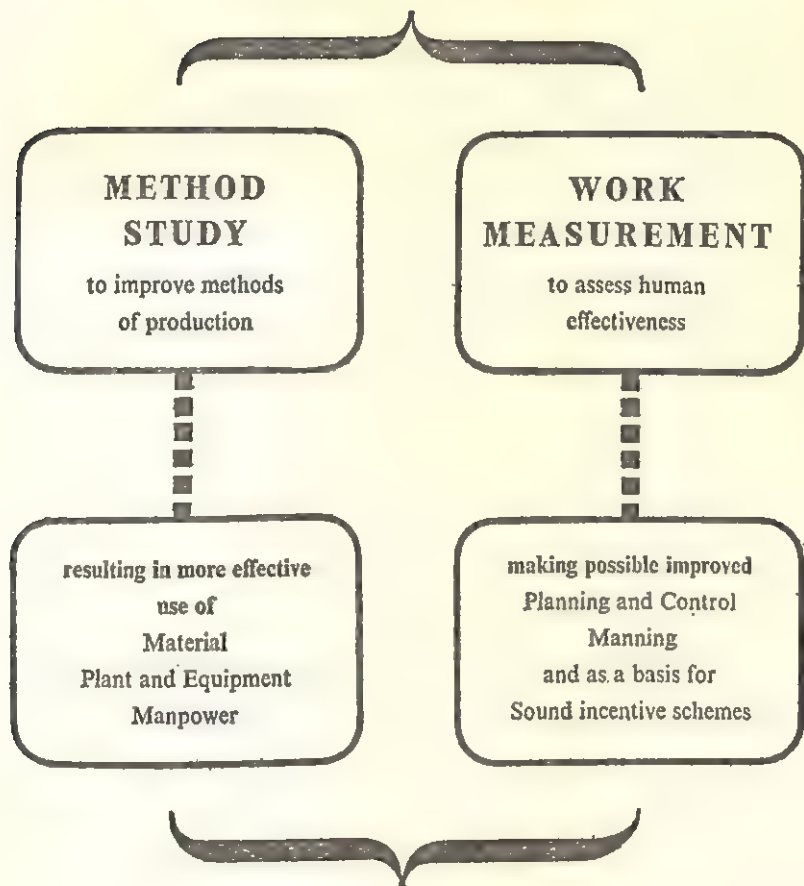 METHOD
STUDY
to improve methods
of production
WORK
MEASUREMENT
to assess human
effectiveness
resulting in more effective
use of
Material
Plant and Equipment
Manpower
making possible improved
Planning and Control
Manning
and as a basis for
Sound incentive schemes